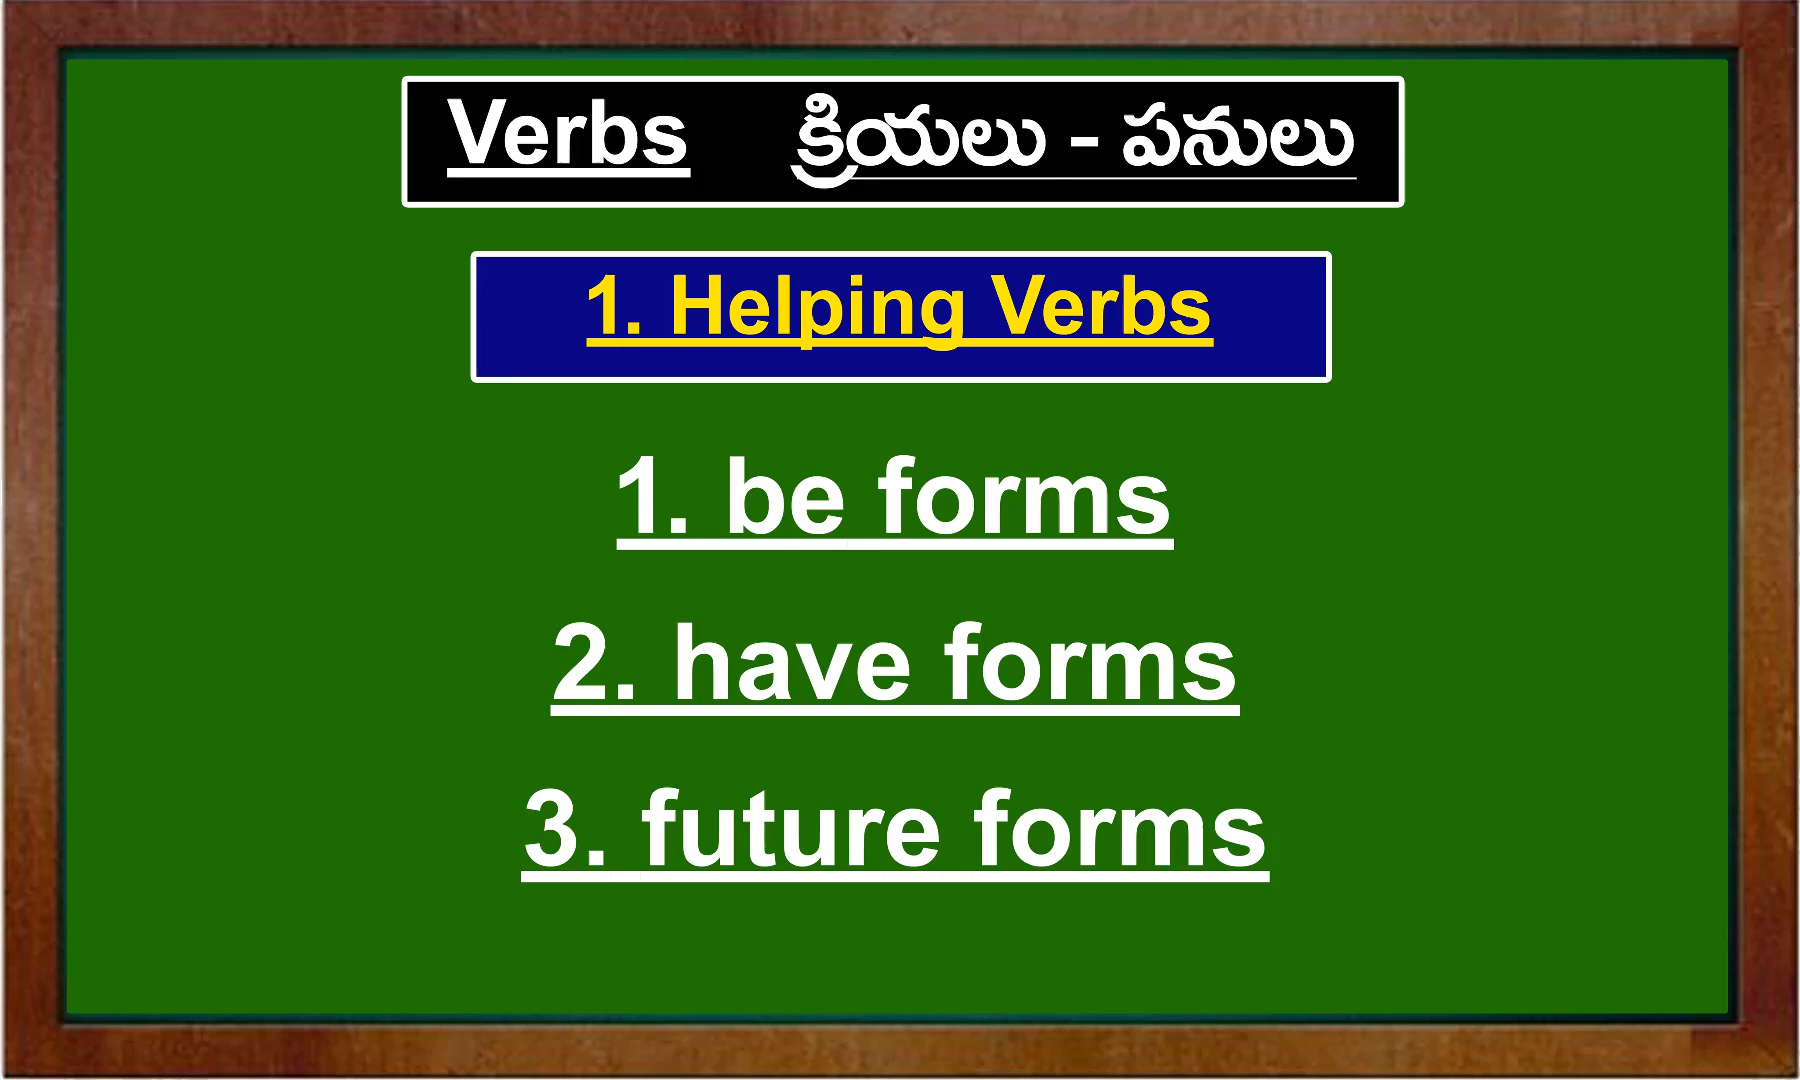 Verbs క్రియలు - పనులు
1. Helping Verbs
1. be forms
2. have forms
3. future forms